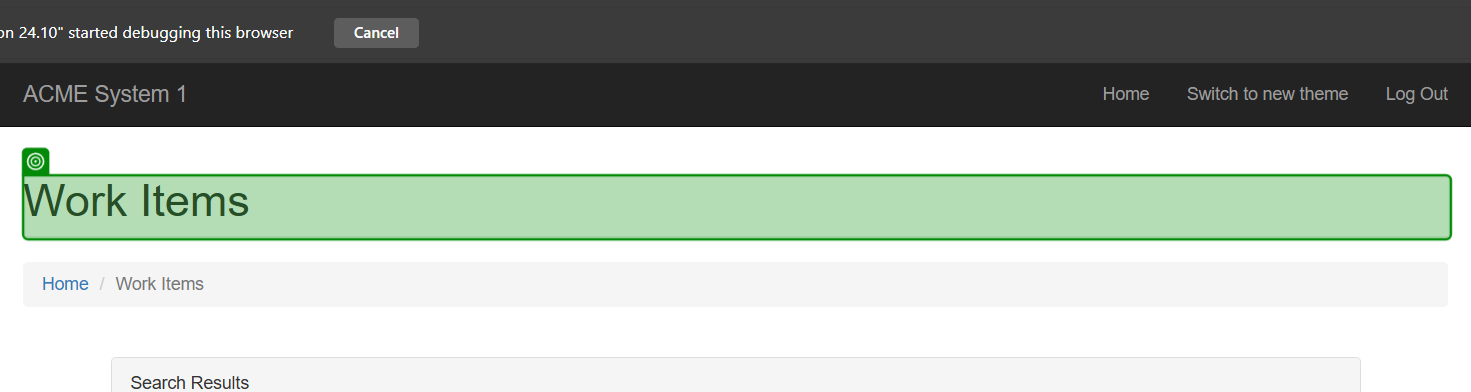 on 24.10" started debugging this browser Cancel
ACME System 1 Home Switch to new theme Log Out
Work Items
Home / Work Items
Search Results